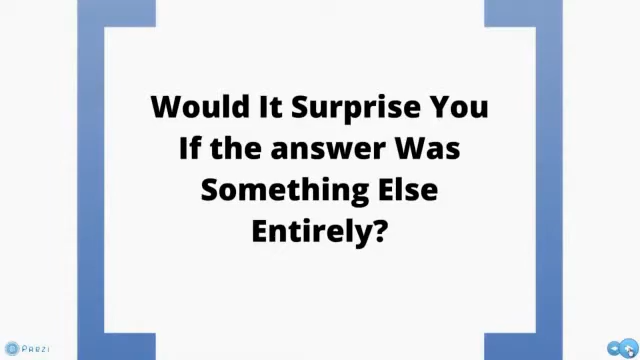 Would It Surprise You
If the answer Was
Something Else
Entirely?
Prezi